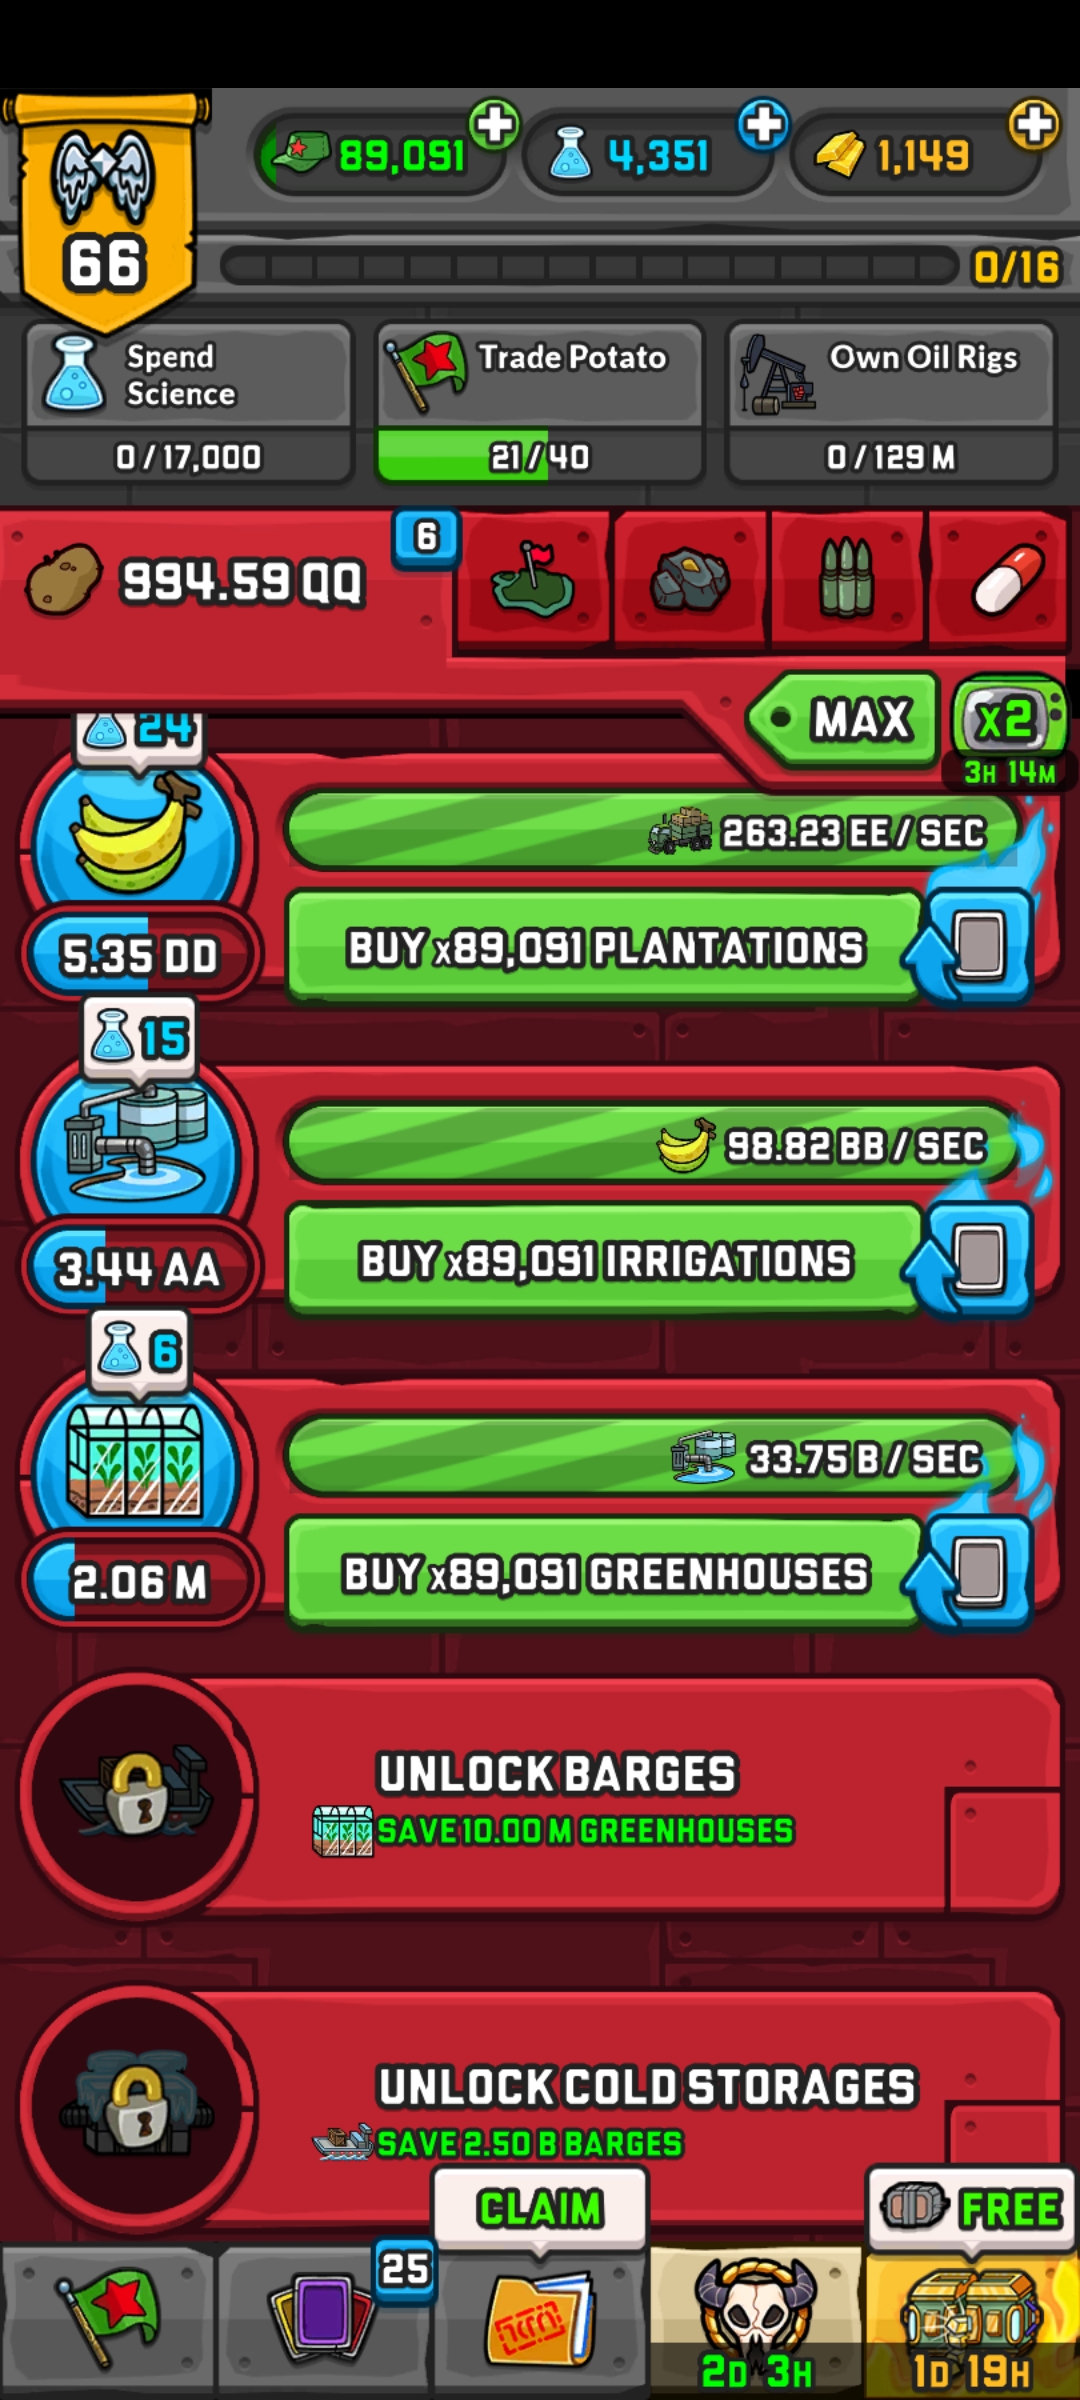 89,091
4,351
1,149
66
0/16
Spend
Science
0/17,000
Trade Potato
21/40
Own Oil Rigs
0/129 M
994.59 QQ
6
MAX
x2
3H 14M
24
263.23 EE/SEC
5.35 DD
BUY x89,091 PLANTATIONS
15
98.82 BB/SEC
3.44 AA
BUY x89,091 IRRIGATIONS
6
33.75 B/SEC
2.06 M
BUY x89,091 GREENHOUSES
UNLOCK BARGES
SAVE 10.00 M GREENHOUSES
UNLOCK COLD STORAGES
SAVE 2.50 B BARGES
CLAIM
FREE
25
2D 3H
1D 19H